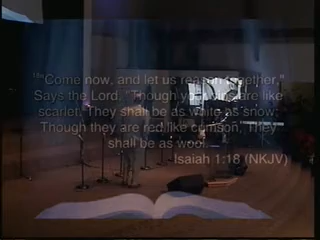 18"Come now, and let us reason together,"
Says the Lord, "Though your sins are like
scarlet, They shall be as white as snow;
Though they are red like crimson, They
shall be as wool.
- Isaiah 1:18 (NKJV)